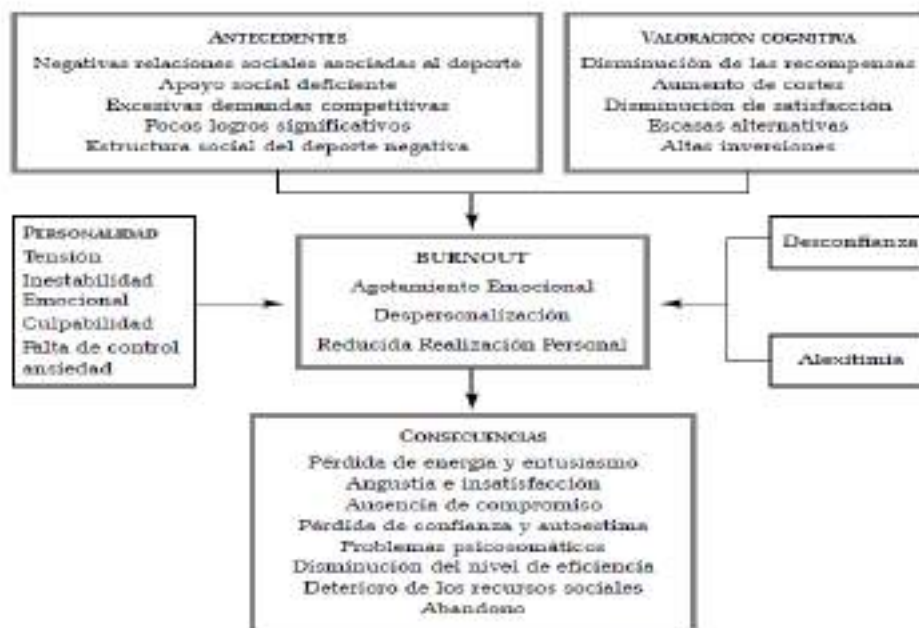 ANTECEDENTES
Negativas relaciones sociales asociadas al deporte
Apoyo social deficiente
Excesivas demandas competitivas
Pocos logros significativos
Estructura social del deporte negativa
VALORACIÓN COGNITIVA
Disminución de las recompensas
Aumento de costes
Disminución de satisfacción
Escasas alternativas
Altas inversiones
PERSONALIDAD
Tensión
Inestabilidad
Emocional
Culpabilidad
Falta de control
ansiedad
BURNOUT
Agotamiento Emocional
Despersonalización
Reducida Realización Personal
Desconfianza
Alexitimia
CONSECUENCIAS
Pérdida de energía y entusiasmo
Angustia e insatisfacción
Ausencia de compromiso
Pérdida de confianza y autoestima
Problemas psicosomáticos
Disminución del nivel de eficiencia
Deterioro de los recursos sociales
Abandono